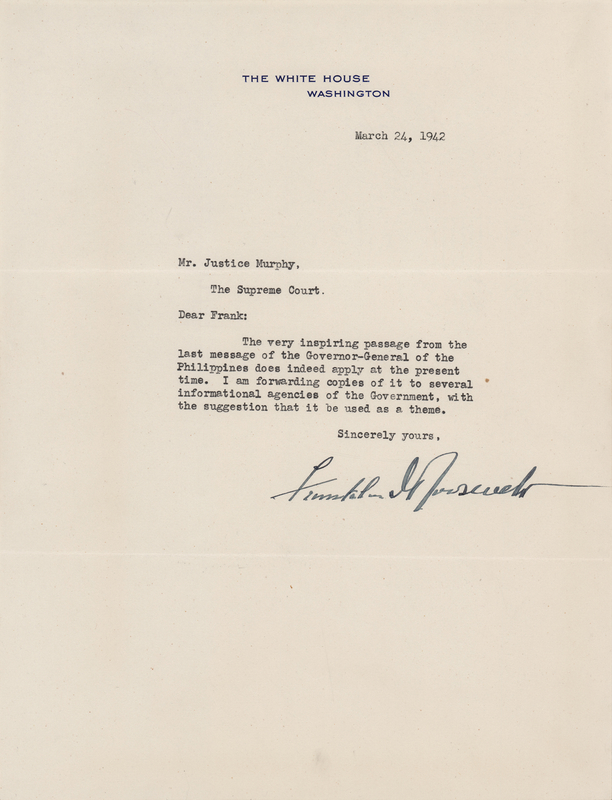 THE WHITE HOUSE
WASHINGTON
March 24, 1942
Mr. Justice Murphy,
The Supreme Court.
Dear Frank:
The very inspiring passage from the
last message of the Governor-General of the
Philippines does indeed apply at the present
time. I am forwarding copies of it to several
informational agencies of the Government, with
the suggestion that it be used as a theme.
Sincerely yours,
Franklin D Roosevelt